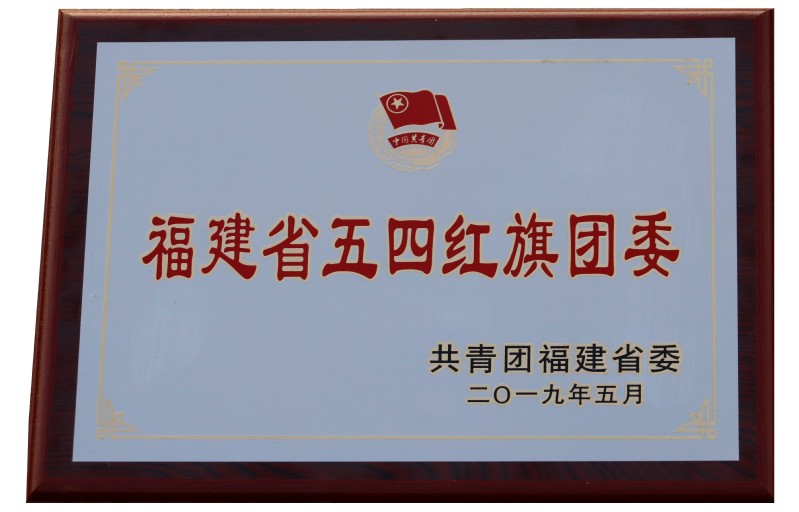 中国共青团
福建省五四红旗团委
共青团福建省委
二〇一九年五月